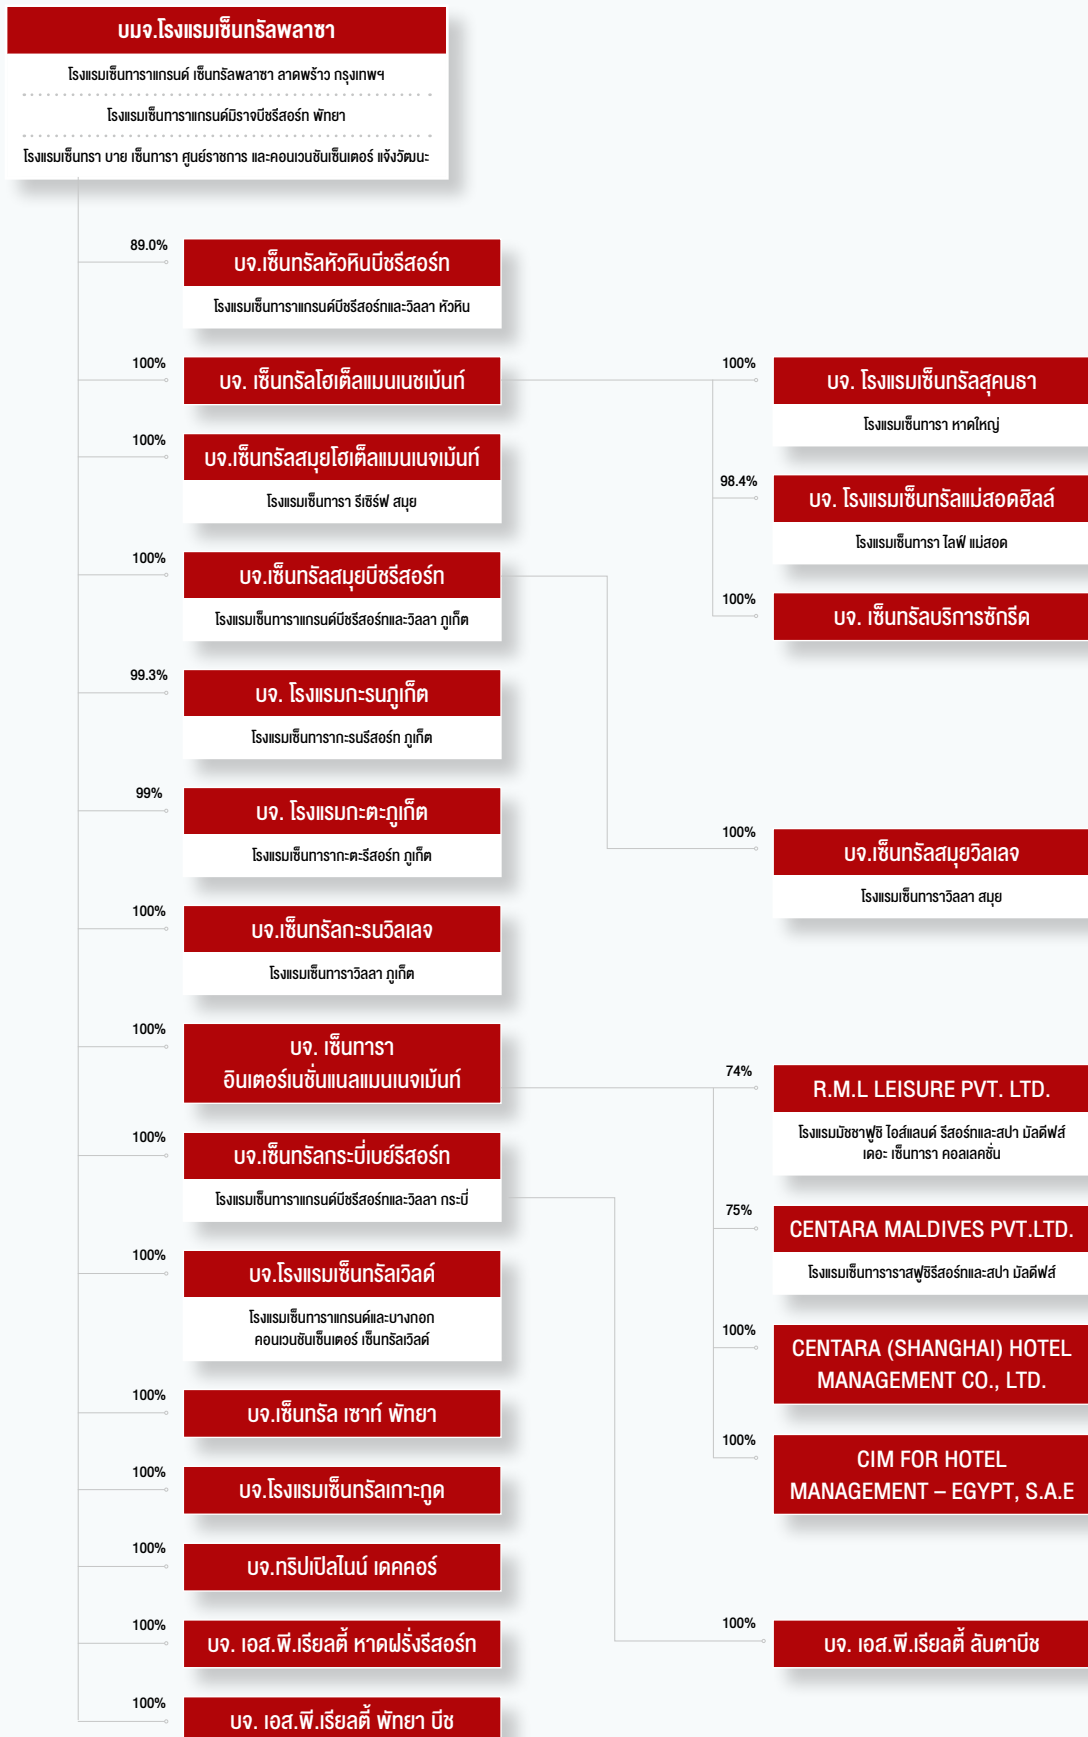 บมจ.โรงแรมเซ็นทรัลพลาซา
โรงแรมเซ็นทาราแกรนด์ เซ็นทรัลพลาซา ลาดพร้าว กรุงเทพฯ
โรงแรมเซ็นทาราแกรนด์มิราจบีชรีสอร์ท พัทยา
โรงแรมเซ็นทรา บาย เซ็นทารา ศูนย์ราชการ และคอนเวนชันเซ็นเตอร์ แจ้งวัฒนะ
89.0%
บจ.เซ็นทรัลหัวหินบีชรีสอร์ท
โรงแรมเซ็นทาราแกรนด์บีชรีสอร์ทและวิลลา หัวหิน
100%
บจ. เซ็นทรัลโฮเต็ลแมนเนชเม้นท์
100%
บจ. โรงแรมเซ็นทรัลสุคนธา
โรงแรมเซ็นทารา หาดใหญ่
100%
บจ.เซ็นทรัลสมุยโฮเต็ลแมนเนจเม้นท์
โรงแรมเซ็นทารา รีเซิร์ฟ สมุย
98.4%
บจ. โรงแรมเซ็นทรัลแม่สอดฮิลล์
โรงแรมเซ็นทารา ไลฟ์ แม่สอด
100%
บจ.เซ็นทรัลสมุยบีชรีสอร์ท
โรงแรมเซ็นทาราแกรนด์บีชรีสอร์ทและวิลลา ภูเก็ต
100%
บจ. เซ็นทรัลบริการซักรีด
99.3%
บจ. โรงแรมกะรนภูเก็ต
โรงแรมเซ็นทารากะรนรีสอร์ท ภูเก็ต
99%
บจ. โรงแรมกะตะภูเก็ต
โรงแรมเซ็นทารากะตะรีสอร์ท ภูเก็ต
100%
บจ.เซ็นทรัลสมุยวิลเลจ
โรงแรมเซ็นทาราวิลลา สมุย
100%
บจ.เซ็นทรัลกะรนวิลเลจ
โรงแรมเซ็นทาราวิลลา ภูเก็ต
100%
บจ. เซ็นทารา
อินเตอร์เนชั่นแนลแมนเนจเม้นท์
74%
R.M.L LEISURE PVT. LTD.
โรงแรมมัชชาฟูชิ ไอส์แลนด์ รีสอร์ทและสปา มัลดีฟส์
เดอะ เซ็นทารา คอลเลคชั่น
100%
บจ.เซ็นทรัลกระบี่เบย์รีสอร์ท
โรงแรมเซ็นทาราแกรนด์บีชรีสอร์ทและวิลลา กระบี่
75%
CENTARA MALDIVES PVT.LTD.
โรงแรมเซ็นทาราราสฟูชิรีสอร์ทและสปา มัลดีฟส์
100%
บจ.โรงแรมเซ็นทรัลเวิลด์
โรงแรมเซ็นทาราแกรนด์และบางกอก
คอนเวนชันเซ็นเตอร์ เซ็นทรัลเวิลด์
100%
CENTARA (SHANGHAI) HOTEL
MANAGEMENT CO., LTD.
100%
บจ.เซ็นทรัล เซาท์ พัทยา
100%
CIM FOR HOTEL
MANAGEMENT – EGYPT, S.A.E
100%
บจ.โรงแรมเซ็นทรัลเกาะกูด
100%
บจ.ทริปเปิลไนน์ เดคคอร์
100%
บจ. เอส.พี.เรียลตี้ หาดฝรั่งรีสอร์ท
100%
บจ. เอส.พี.เรียลตี้ ลันตาบีช
100%
บจ. เอส.พี.เรียลตี้ พัทยา บีช